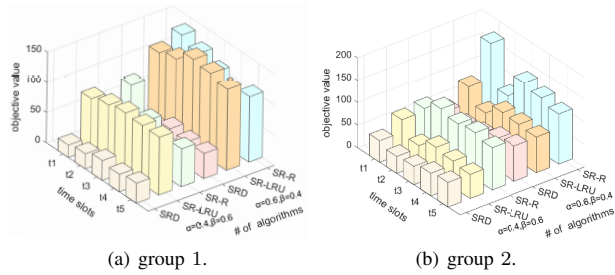 150
100
50
0
objective value
t1
t2
t3
t4
t5
time slots
SRD
SR-LRU
SR-R
SRD
SR-LRU
SR-R
α=0.4,β=0.6
α=0.6,β=0.4
# of algorithms
(a) group 1.
200
150
100
50
0
objective value
t1
t2
t3
t4
t5
time slots
SRD
SR-LRU
SR-R
SRD
SR-LRU
SR-R
α=0.4,β=0.6
α=0.6,β=0.4
# of algorithms
(b) group 2.